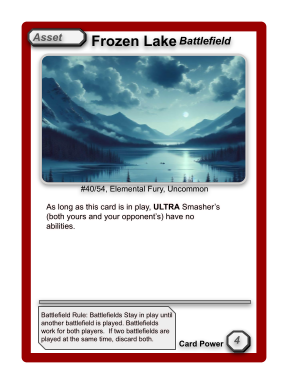 Asset
Frozen Lake Battlefield
#40/54, Elemental Fury, Uncommon
As long as this card is in play, ULTRA Smasher's
(both yours and your opponent's) have no
abilities.
Battlefield Rule: Battlefields Stay in play until
another battlefield is played. Battlefields
work for both players. If two battlefields are
played at the same time, discard both.
Card Power 4